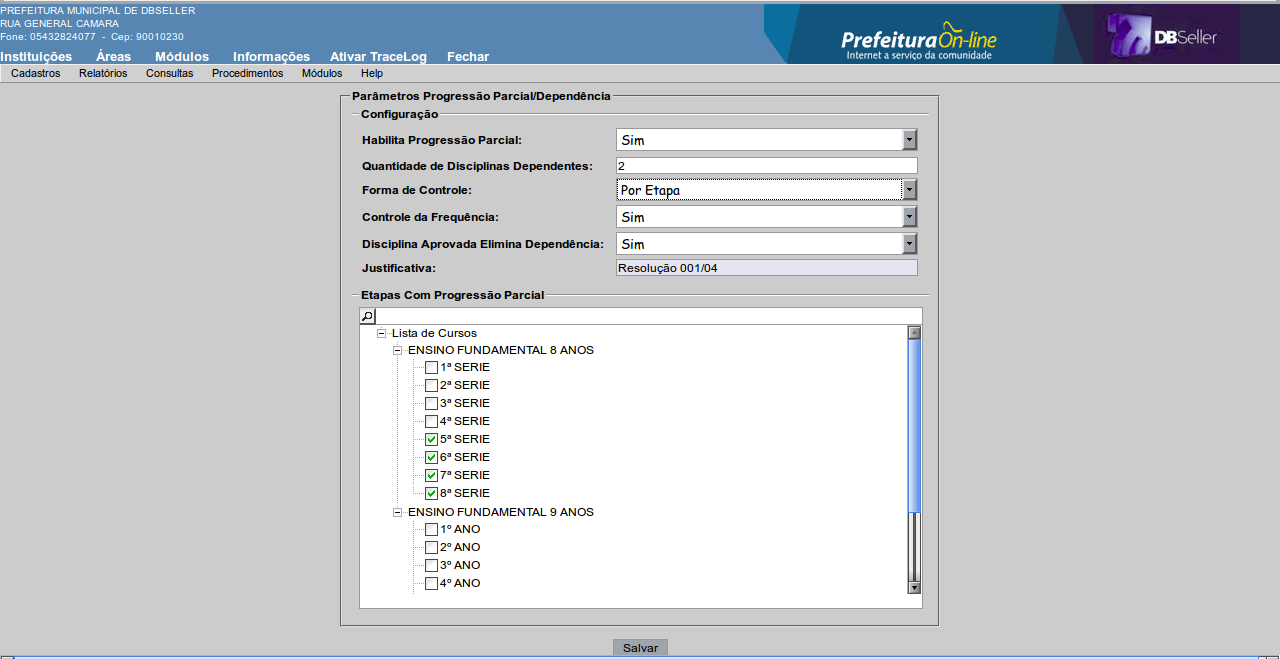 PREFEITURA MUNICIPAL DE DBSELLER
RUA GENERAL CAMARA
Fone: 05432824077 - Cep: 90010230
PrefeituraOn-line
Internet a serviço da comunidade
DBSeller
Instituições Áreas Módulos Informações Ativar TraceLog Fechar
Cadastros Relatórios Consultas Procedimentos Módulos Help
Parâmetros Progressão Parcial/Dependência
Configuração
Habilita Progressão Parcial: Sim
Quantidade de Disciplinas Dependentes: 2
Forma de Controle: Por Etapa
Controle da Frequência: Sim
Disciplina Aprovada Elimina Dependência: Sim
Justificativa: Resolução 001/04
Etapas Com Progressão Parcial
Lista de Cursos
ENSINO FUNDAMENTAL 8 ANOS
1ª SERIE
2ª SERIE
3ª SERIE
4ª SERIE
5ª SERIE
6ª SERIE
7ª SERIE
8ª SERIE
ENSINO FUNDAMENTAL 9 ANOS
1º ANO
2º ANO
3º ANO
4º ANO
Salvar